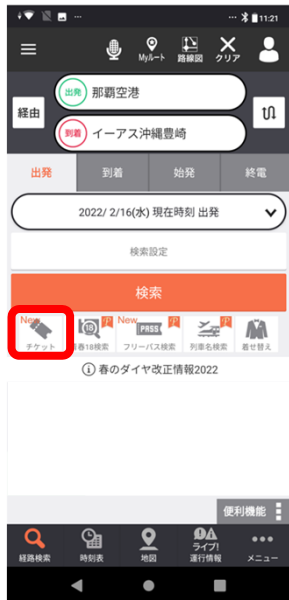 11:21
Myルート
路線図
クリア
経由
出発 那覇空港
到着 イーアス沖縄豊崎
出発 到着 始発 終電
2022/ 2/16(水) 現在時刻 出発
検索設定
検索
New New
18 PASS
チケット 青春18検索 フリーパス検索 列車名検索 着せ替え
春のダイヤ改正情報2022
便利機能
経路検索 時刻表 地図 ライブ!運行情報 メニュー